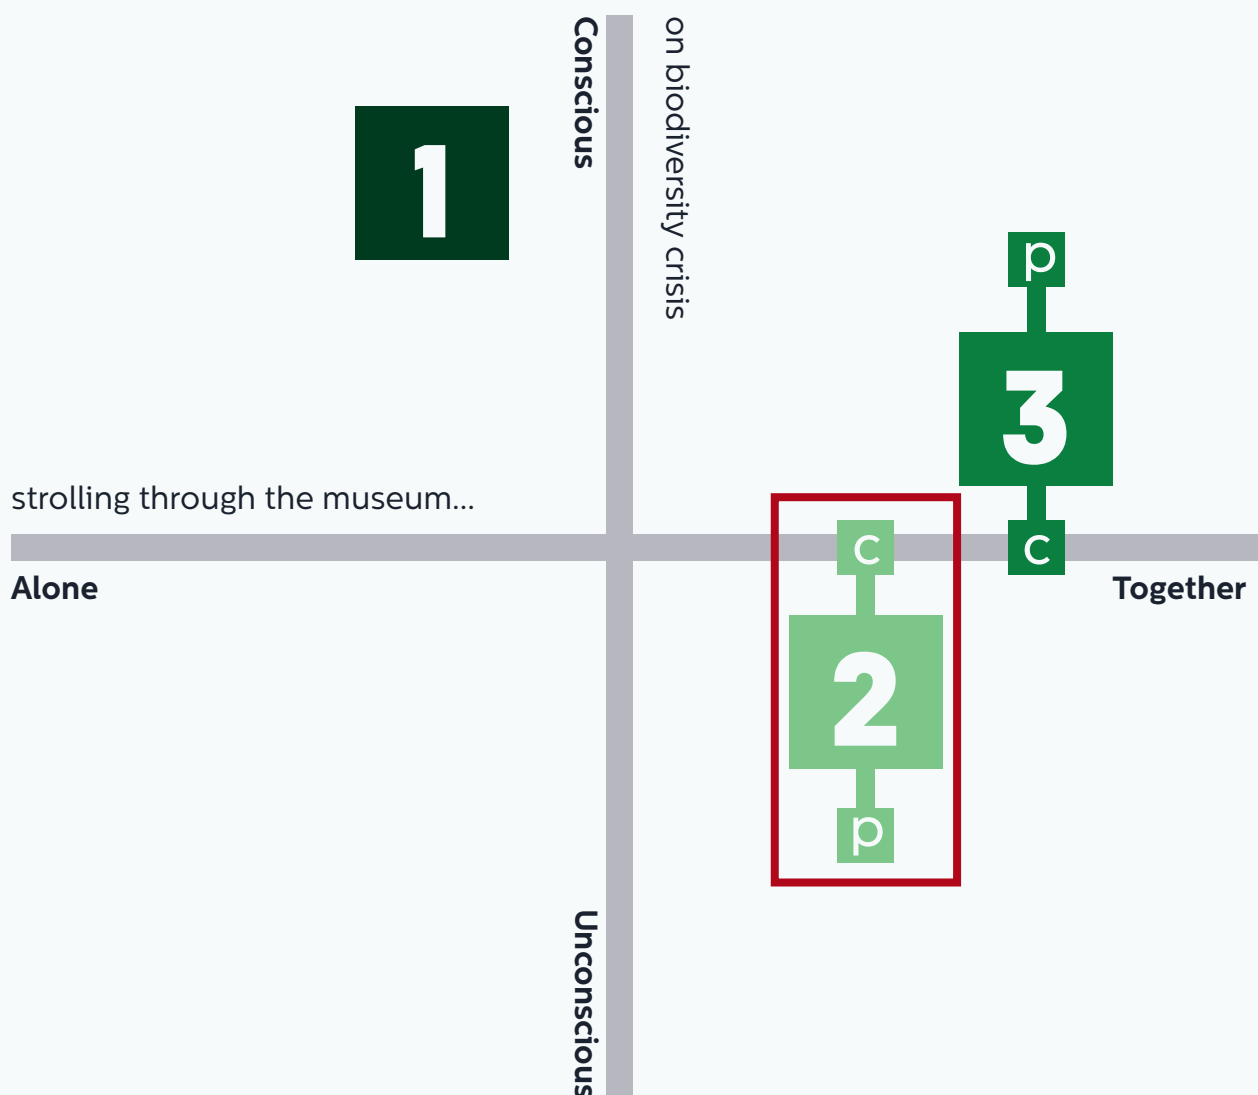 Conscious
on biodiversity crisis
1
p
3
c
strolling through the museum...
Alone
Together
c
2
p
Unconscious